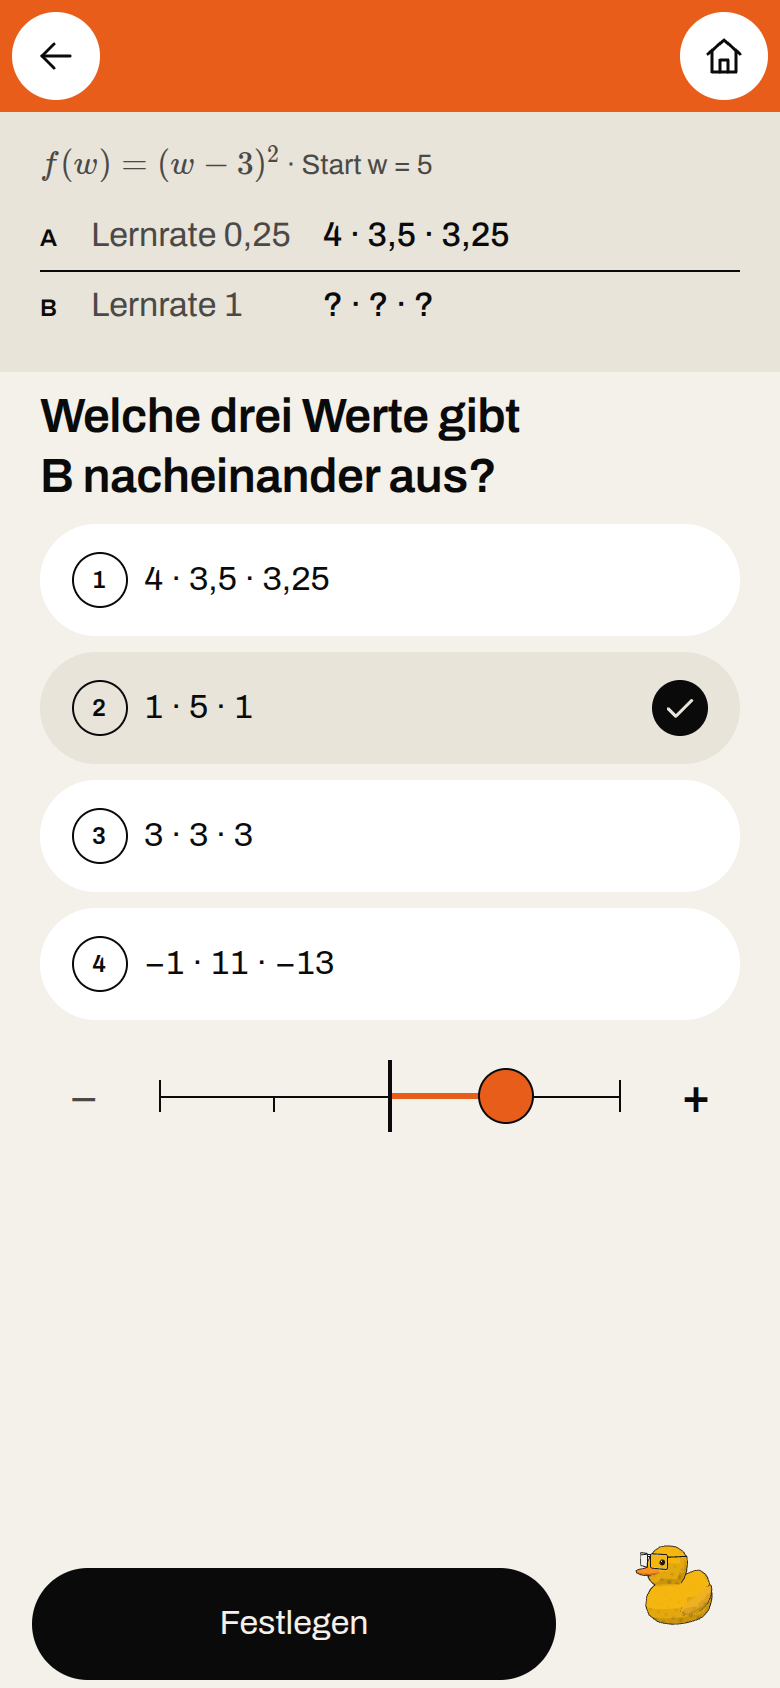 f(w) = (w − 3)² · Start w = 5
A Lernrate 0,25 4 · 3,5 · 3,25
B Lernrate 1 ? · ? · ?
Welche drei Werte gibt
B nacheinander aus?
1 4 · 3,5 · 3,25
2 1 · 5 · 1
3 3 · 3 · 3
4 −1 · 11 · −13
− +
Festlegen